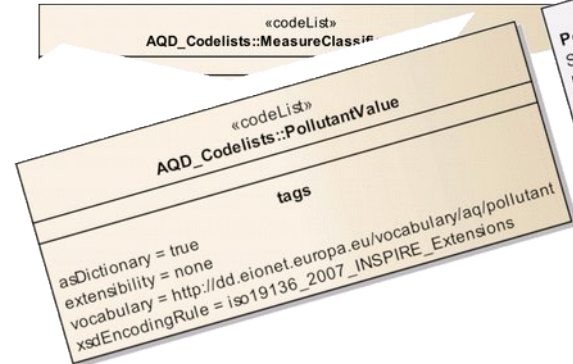 «codeList»
AQD_Codelists::MeasureClassifi
«codeList»
AQD_Codelists::PollutantValue
tags
asDictionary = true
extensibility = none
vocabulary = http://dd.eionet.europa.eu/vocabulary/aq/pollutant
xsdEncodingRule = iso19136_2007_INSPIRE_Extensions